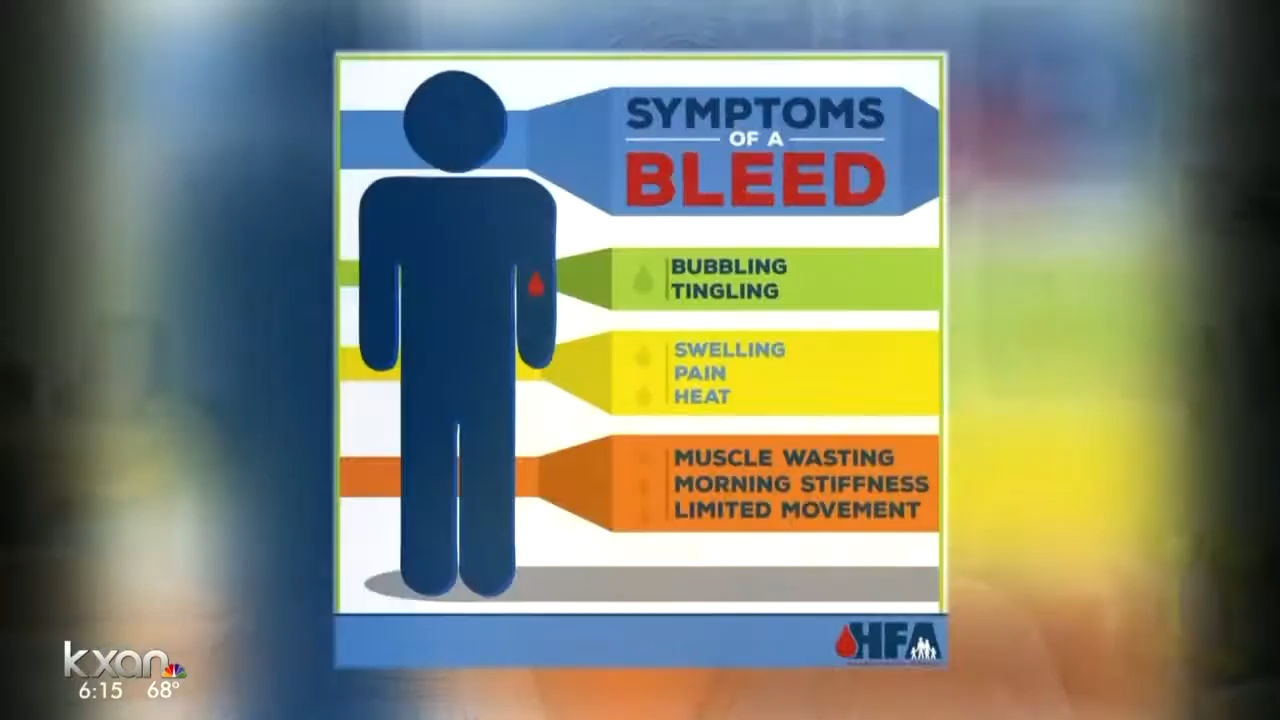 SYMPTOMS
OF A
BLEED
BUBBLING
TINGLING
SWELLING
PAIN
HEAT
MUSCLE WASTING
MORNING STIFFNESS
LIMITED MOVEMENT
HFA
kxan
6:15 68°